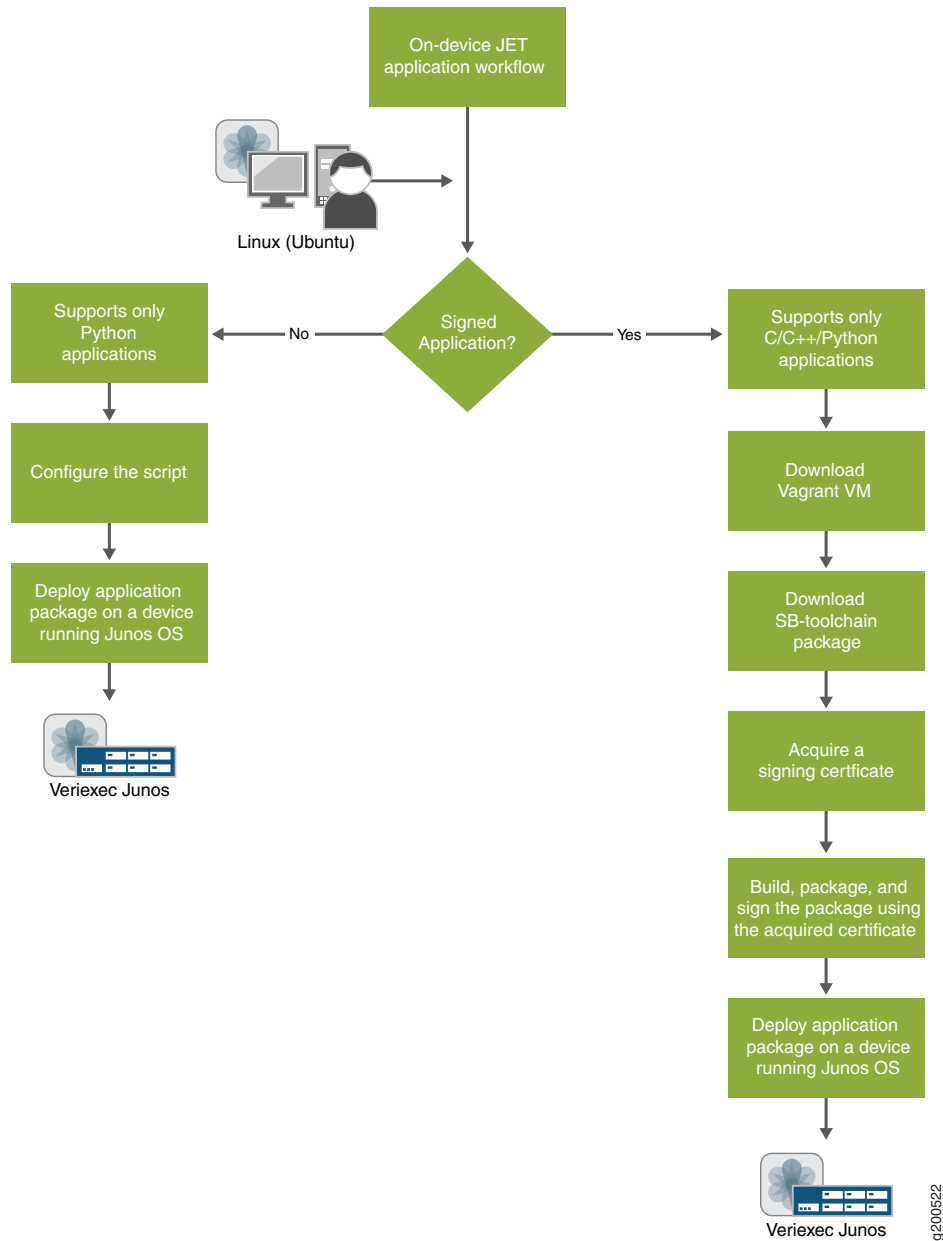 On-device JET
application workflow
Linux (Ubuntu)
Signed
Application?
No
Yes
Supports only
Python
applications
Configure the script
Deploy application
package on a device
running Junos OS
Veriexec Junos
Supports only
C/C++/Python
applications
Download
Vagrant VM
Download
SB-toolchain
package
Acquire a
signing certficate
Build, package, and
sign the package using
the acquired certificate
Deploy application
package on a device
running Junos OS
Veriexec Junos
g200522